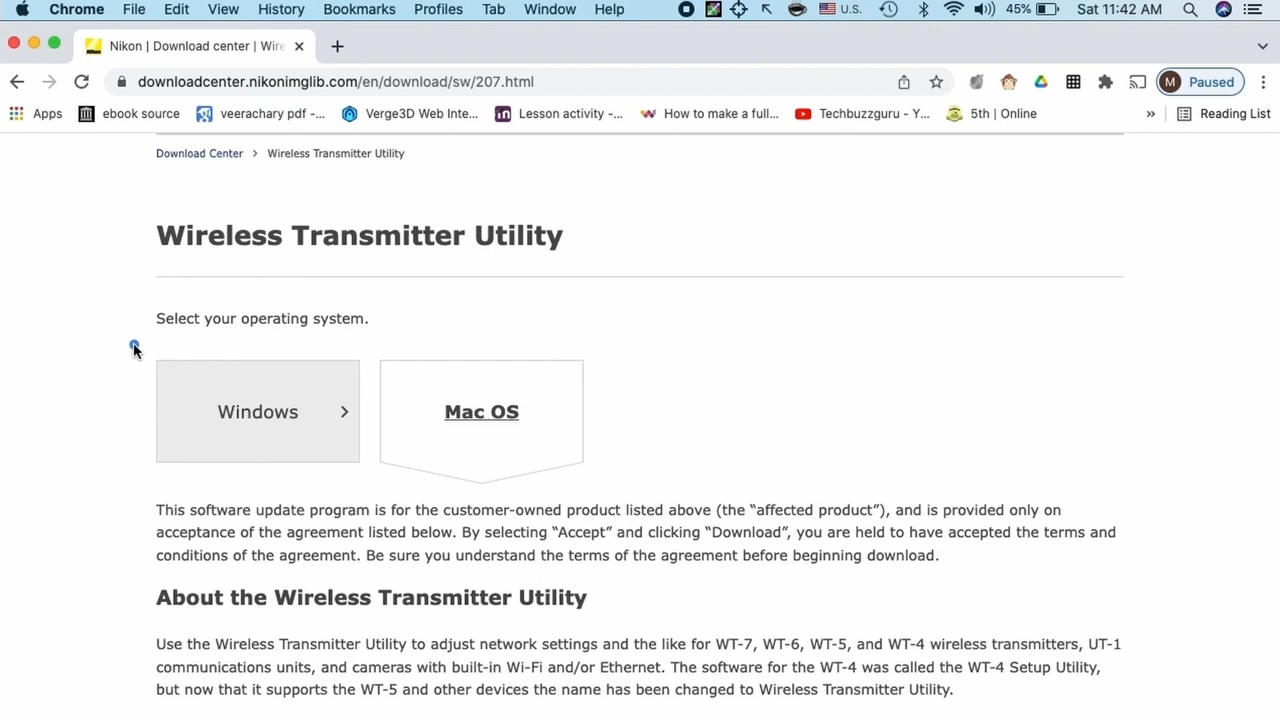 Chrome File Edit View History Bookmarks Profiles Tab Window Help U.S. 45% Sat 11:42 AM
Nikon | Download center | Wire
downloadcenter.nikonimglib.com/en/download/sw/207.html M Paused
Apps ebook source veerachary pdf -... Verge3D Web Inte... Lesson activity -... How to make a full... Techbuzzguru - Y... 5th | Online » Reading List
Download Center > Wireless Transmitter Utility
Wireless Transmitter Utility
Select your operating system.
Windows Mac OS
This software update program is for the customer-owned product listed above (the “affected product”), and is provided only on
acceptance of the agreement listed below. By selecting “Accept” and clicking “Download”, you are held to have accepted the terms and
conditions of the agreement. Be sure you understand the terms of the agreement before beginning download.
About the Wireless Transmitter Utility
Use the Wireless Transmitter Utility to adjust network settings and the like for WT-7, WT-6, WT-5, and WT-4 wireless transmitters, UT-1
communications units, and cameras with built-in Wi-Fi and/or Ethernet. The software for the WT-4 was called the WT-4 Setup Utility,
but now that it supports the WT-5 and other devices the name has been changed to Wireless Transmitter Utility.